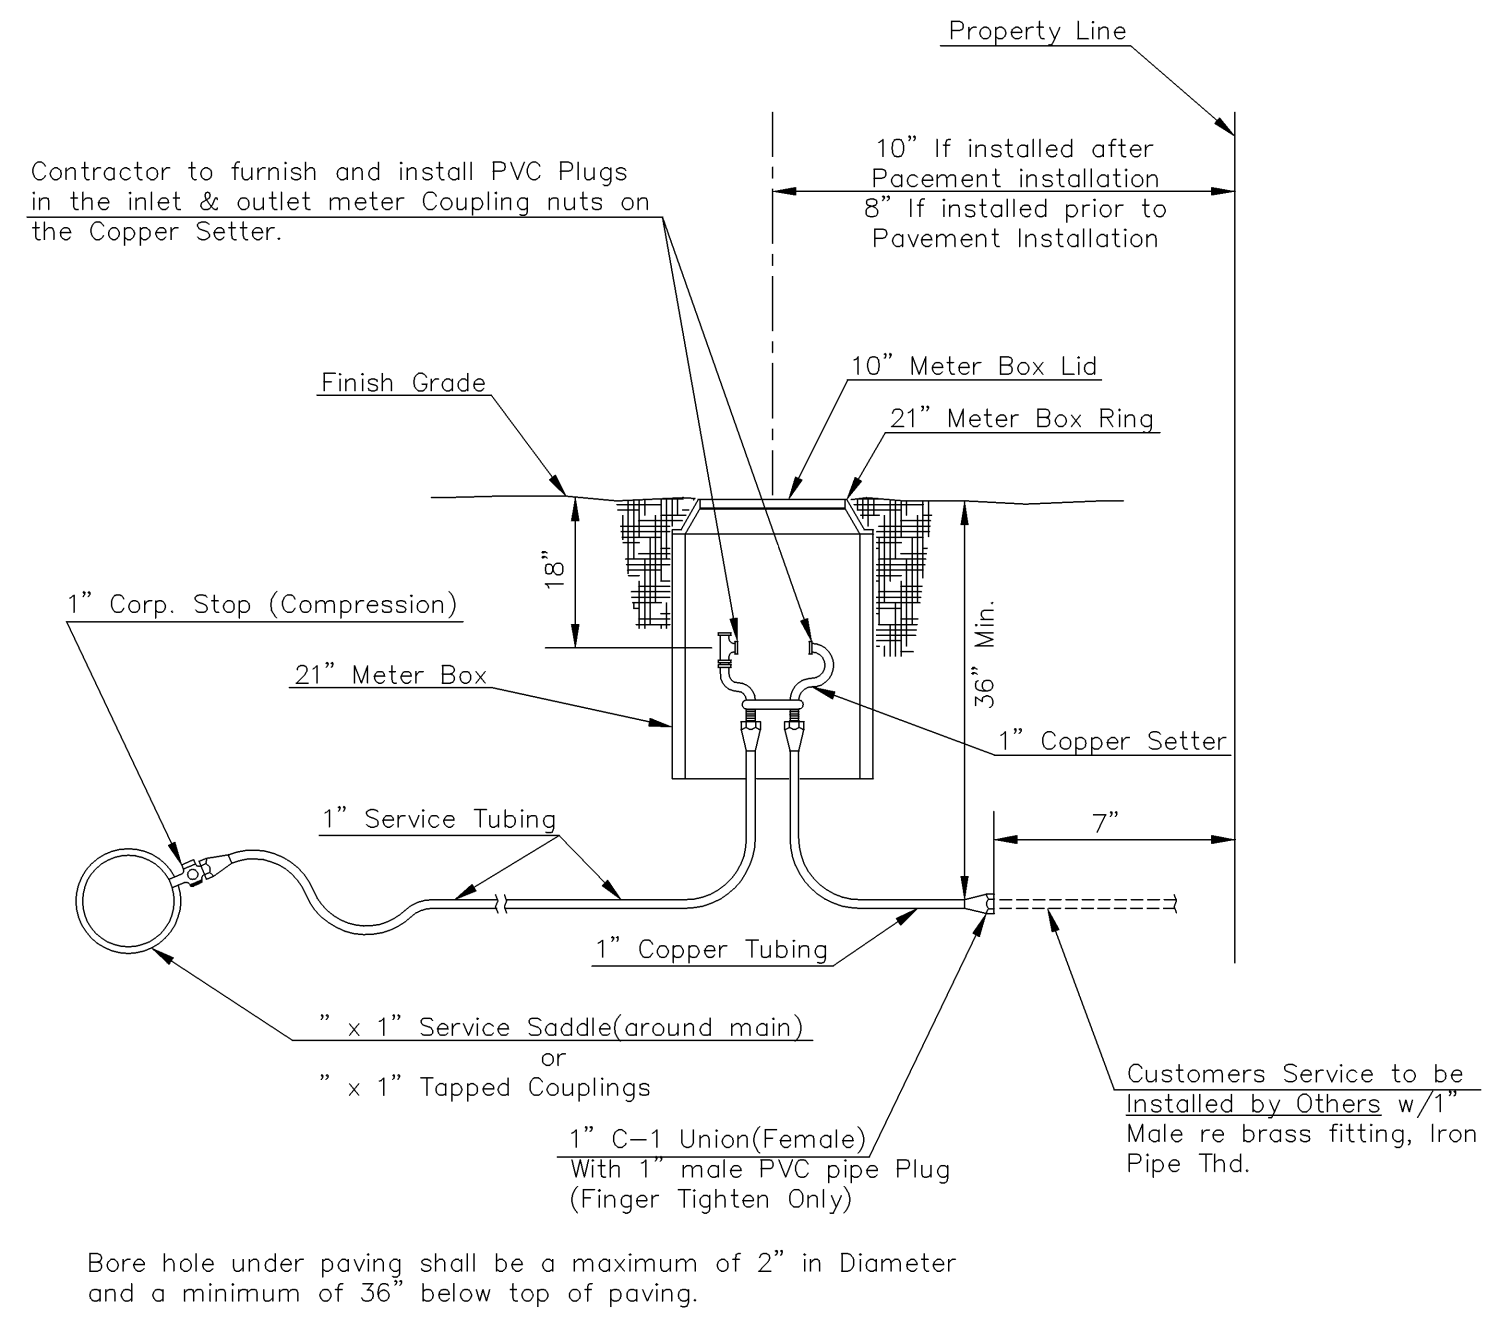 Property Line
10” If installed after
Pacement installation
8” If installed prior to
Pavement Installation
Contractor to furnish and install PVC Plugs
in the inlet & outlet meter Coupling nuts on
the Copper Setter.
10” Meter Box Lid
Finish Grade
21” Meter Box Ring
18”
1” Corp. Stop (Compression)
36” Min.
21” Meter Box
1” Copper Setter
1” Service Tubing
7”
1” Copper Tubing
” x 1” Service Saddle(around main)
or
” x 1” Tapped Couplings
Customers Service to be
Installed by Others w/1”
Male re brass fitting, Iron
Pipe Thd.
1” C-1 Union(Female)
With 1” male PVC pipe Plug
(Finger Tighten Only)
Bore hole under paving shall be a maximum of 2” in Diameter
and a minimum of 36” below top of paving.